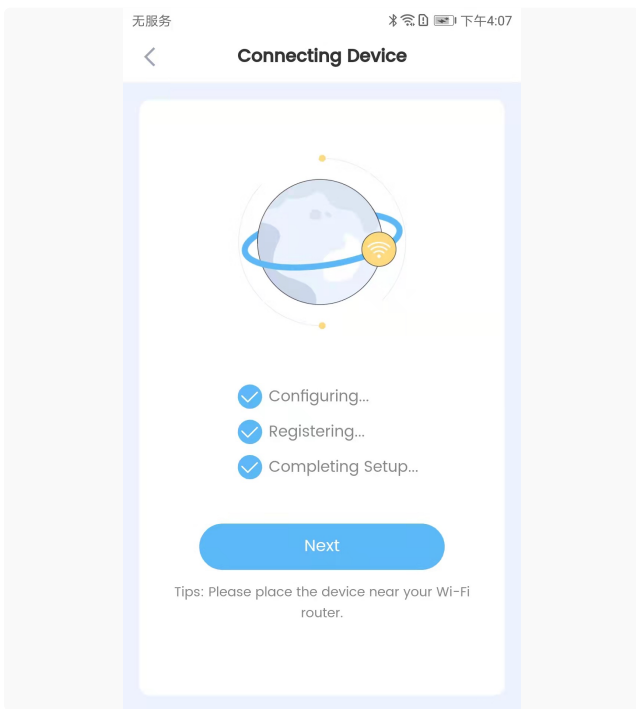 无服务 下午4:07
Connecting Device
Configuring...
Registering...
Completing Setup...
Next
Tips: Please place the device near your Wi-Fi
router.